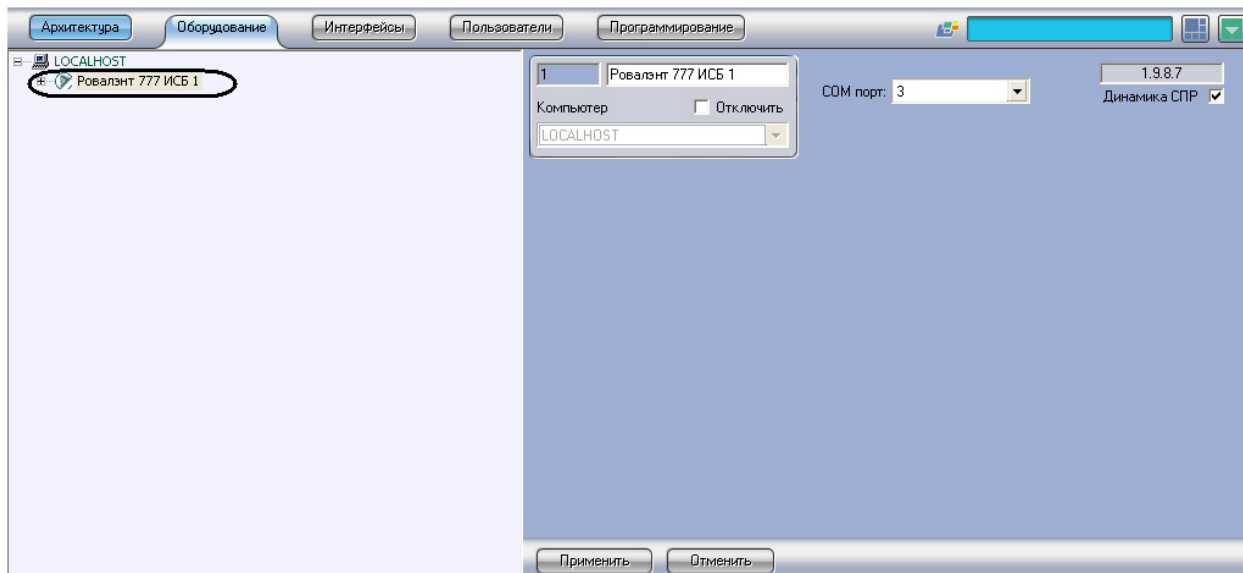 Архитектура Оборудование Интерфейсы Пользователи Программирование
LOCALHOST
Ровалэнт 777 ИСБ 1
1 Ровалэнт 777 ИСБ 1
Компьютер Отключить
LOCALHOST
COM порт: 3
1.9.8.7
Динамика СПР
Применить Отменить